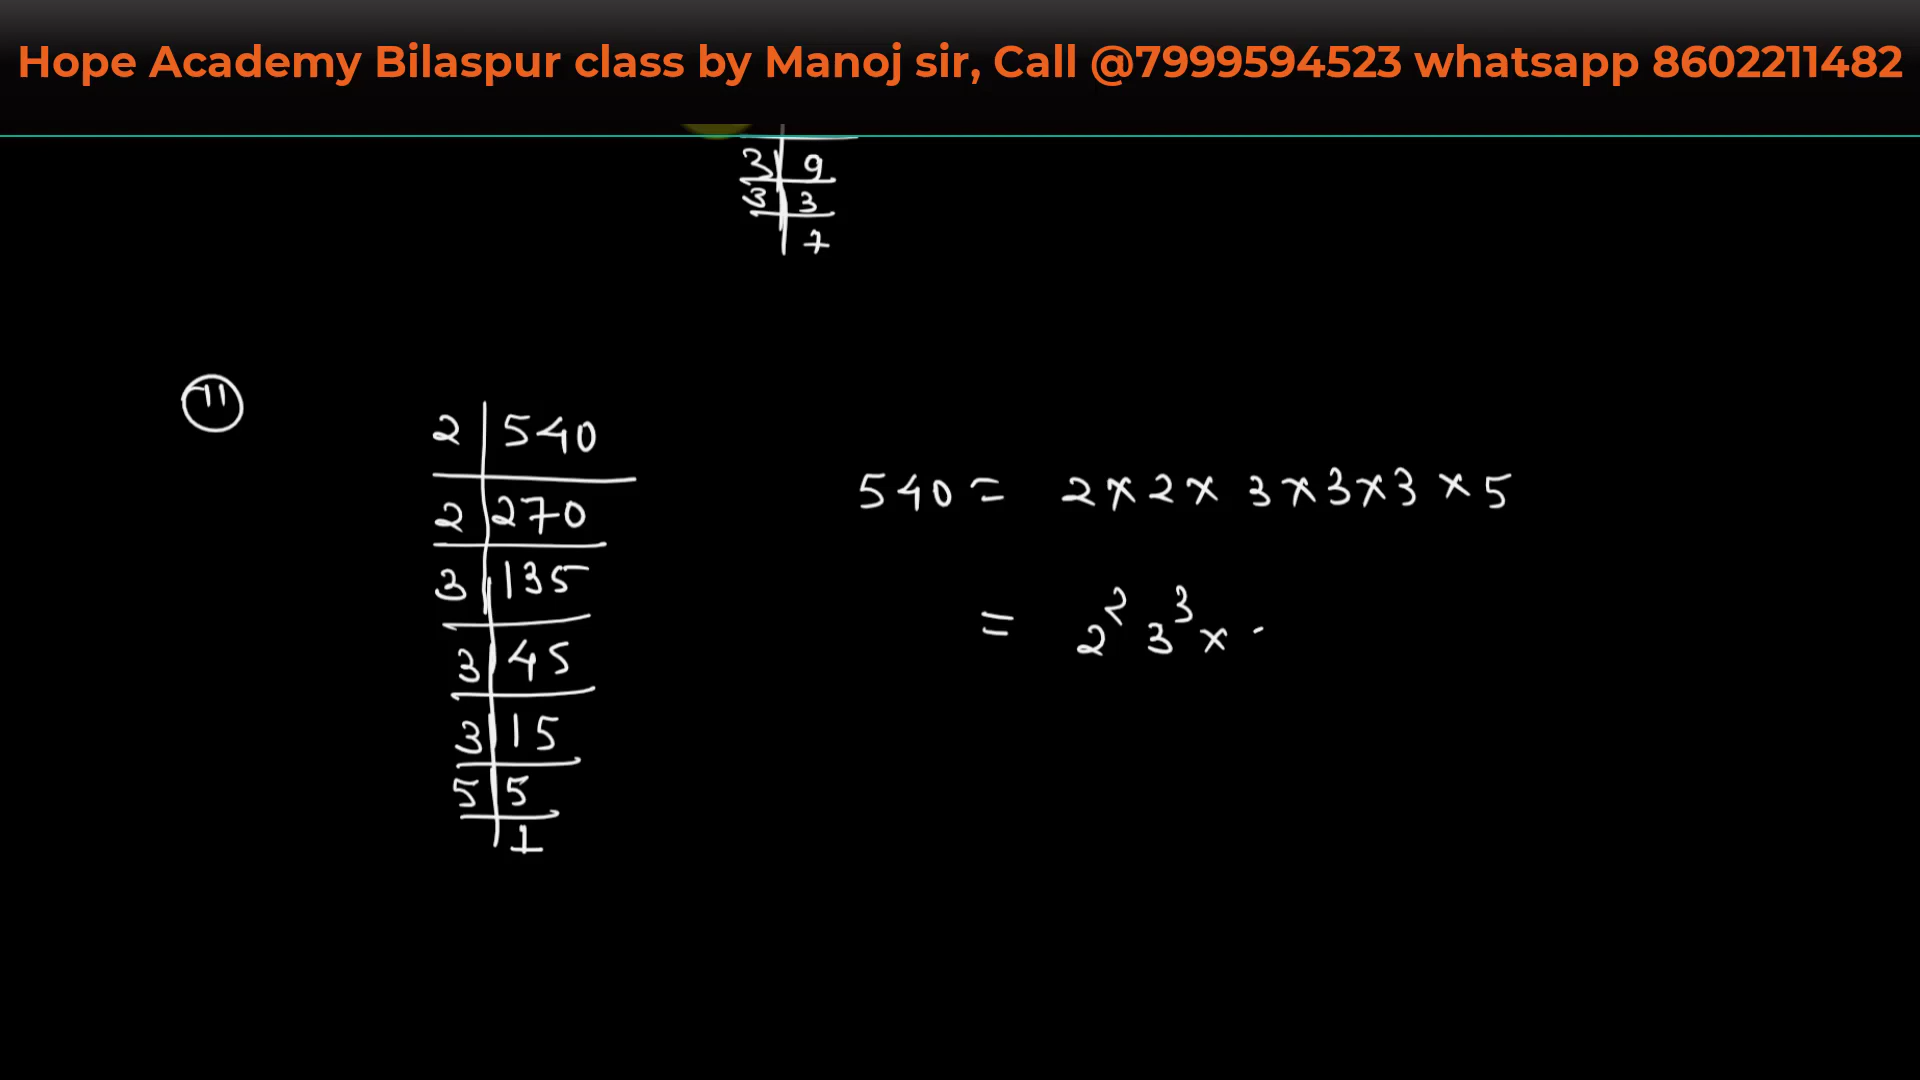 Hope Academy Bilaspur class by Manoj sir, Call @7999594523 whatsapp 8602211482
3 | 9
3 | 3
| 1
11
2 | 540
2 | 270
3 | 135
3 | 45
3 | 15
5 | 5
| 1
540 = 2 × 2 × 3 × 3 × 3 × 5
= 2² 3³ ×